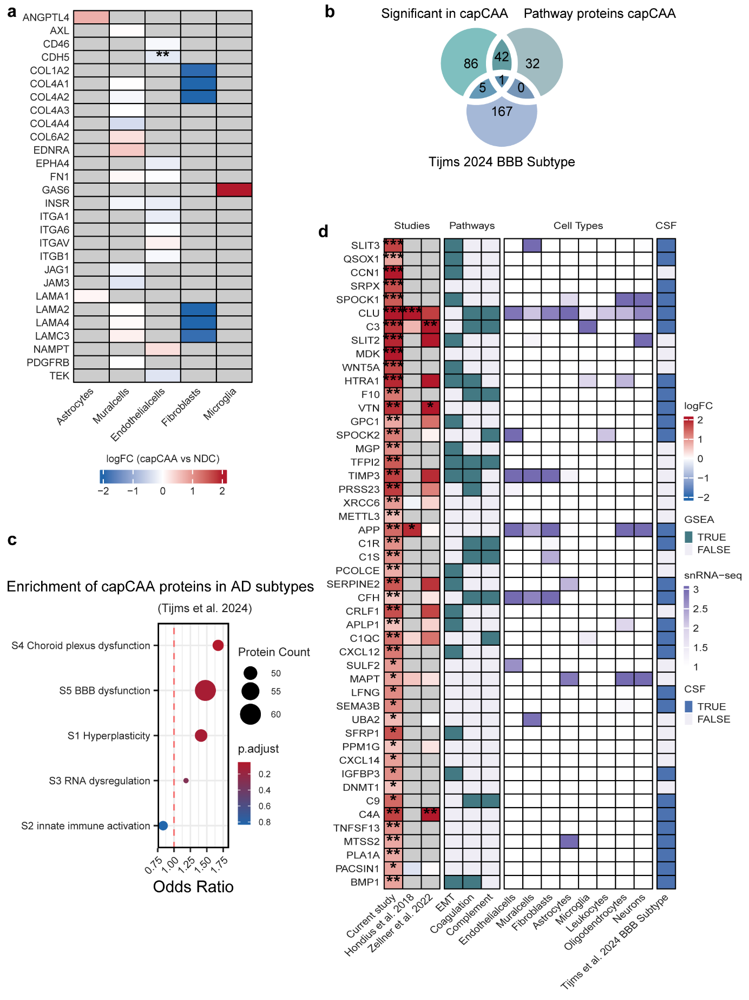 a
ANGPTL4
AXL
CD46
CDH5
**
COL1A2
COL4A1
COL4A2
COL4A3
COL4A4
COL6A2
EDNRA
EPHA4
FN1
GAS6
INSR
ITGA1
ITGA6
ITGAV
ITGB1
JAG1
JAM3
LAMA1
LAMA2
LAMA4
LAMC3
NAMPT
PDGFRB
TEK
Astrocytes
Muralcells
Endothelialcells
Fibroblasts
Microglia
logFC (capCAA vs NDC)
−2 −1 0 1 2
b
Significant in capCAA
Pathway proteins capCAA
86
42
32
5
1
0
167
Tijms 2024 BBB Subtype
c
Enrichment of capCAA proteins in AD subtypes
(Tijms et al. 2024)
S4 Choroid plexus dysfunction
S5 BBB dysfunction
S1 Hyperplasticity
S3 RNA dysregulation
S2 innate immune activation
0.75 1.00 1.25 1.50 1.75
Odds Ratio
Protein Count
50
55
60
p.adjust
0.2
0.4
0.6
0.8
d
Studies Pathways Cell Types CSF
SLIT3 ***
QSOX1 ***
CCN1 ***
SRPX ***
SPOCK1 ***
CLU *** ***
C3 *** **
SLIT2 ***
MDK ***
WNT5A ***
HTRA1 ***
F10 **
VTN ** *
GPC1 **
SPOCK2 **
MGP **
TFPI2 **
TIMP3 **
PRSS23 **
XRCC6 **
METTL3 **
APP ** *
C1R **
C1S **
PCOLCE **
SERPINE2 **
CFH **
CRLF1 **
APLP1 **
C1QC **
CXCL12 **
SULF2 *
MAPT *
LFNG *
SEMA3B *
UBA2 *
SFRP1 *
PPM1G *
CXCL14 *
IGFBP3 *
DNMT1 *
C9 *
C4A ** **
TNFSF13 **
MTSS2 **
PLA1A **
PACSIN1 *
BMP1 **
Current study
Hondius et al. 2018
Zellner et al. 2022
EMT
Coagulation
Complement
Endothelialcells
Muralcells
Fibroblasts
Astrocytes
Microglia
Leukocytes
Oligodendrocytes
Neurons
Tijms et al. 2024 BBB Subtype
logFC
2
1
0
−1
−2
GSEA
TRUE
FALSE
snRNA−seq
3
2.5
2
1.5
1
CSF
TRUE
FALSE